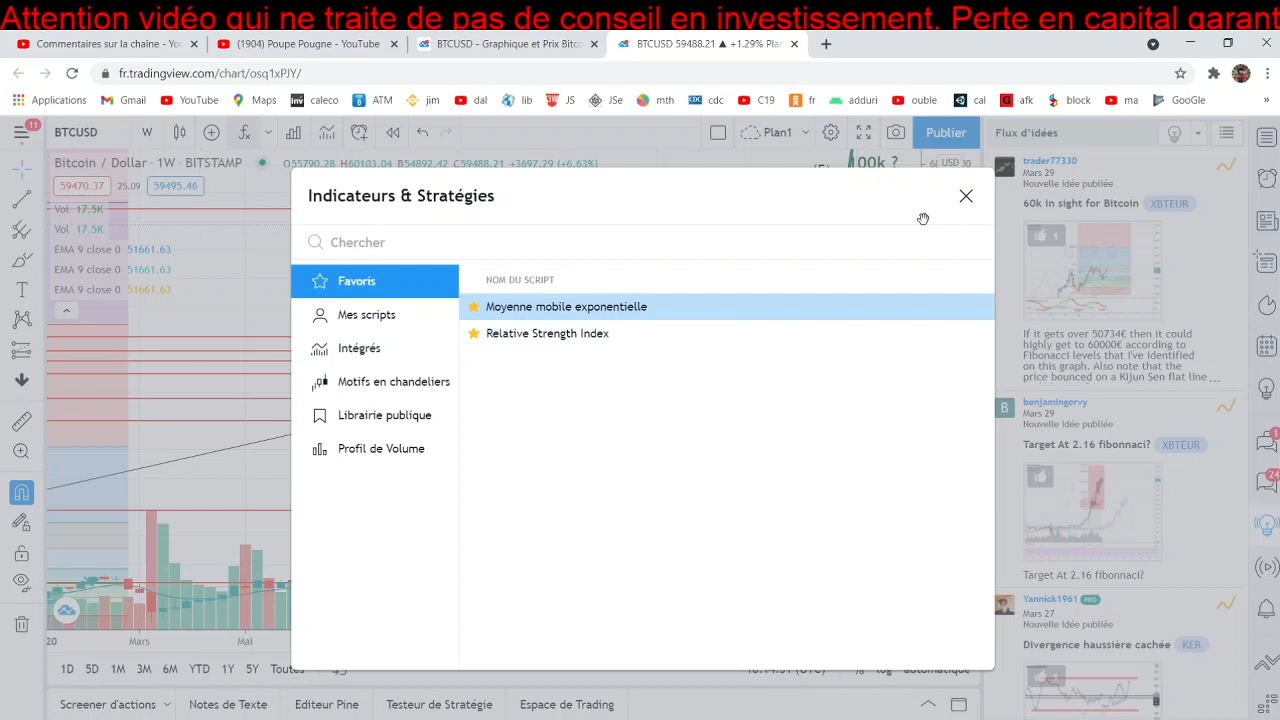 Attention vidéo qui ne traite de pas de conseil en investissement. Perte en capital garant
Commentaires sur la chaîne - Yo
(1904) Poupe Pougne - YouTube
BTCUSD - Graphique et Prix Bitco
BTCUSD 59488.21 ▲ +1.29% Plan
fr.tradingview.com/chart/osq1xPJY/
Applications
Gmail
YouTube
Maps
caleco
ATM
jim
dal
lib
JS
JSe
mth
cdc
C19
fr
adduri
ouble
cal
afk
block
ma
GooGle
»
11
BTCUSD
W
Plan1
Publier
Flux d'idées
Bitcoin / Dollar · 1W · BITSTAMP
O55790.28 H60103.04 L54892.42 C59488.21 +3697.29 (+6.63%)
00k ?
USD
59470.37 25.09 59495.46
Vol 17.5K
Vol 17.5K
EMA 9 close 0 51661.63
EMA 9 close 0 51661.63
EMA 9 close 0 51661.63
Indicateurs & Stratégies
Chercher
Favoris
Mes scripts
Intégrés
Motifs en chandeliers
Librairie publique
Profil de Volume
NOM DU SCRIPT
Moyenne mobile exponentielle
Relative Strength Index
trader77330
Mars 29
Nouvelle idée publiée
60k in sight for Bitcoin XBTEUR
1
If it gets over 50734€ then it could
highly get to 60000€ according to
Fibonacci levels that I've identified
on this graph. Also note that the
price bounced on a Kijun Sen flat line ...
B
benjamingervy
Mars 29
Nouvelle idée publiée
Target At 2.16 fibonnaci? XBTEUR
Target At 2.16 fibonnaci?
Yannick1961 PRO
Mars 27
Nouvelle idée publiée
Divergence haussière cachée KER
1
24
20
Mars
Mai
1D 5D 1M 3M 6M YTD 1Y 5Y Toutes
% log automatique
Screener d'actions
Notes de Texte
Editeur Pine
Testeur de Stratégie
Espace de Trading